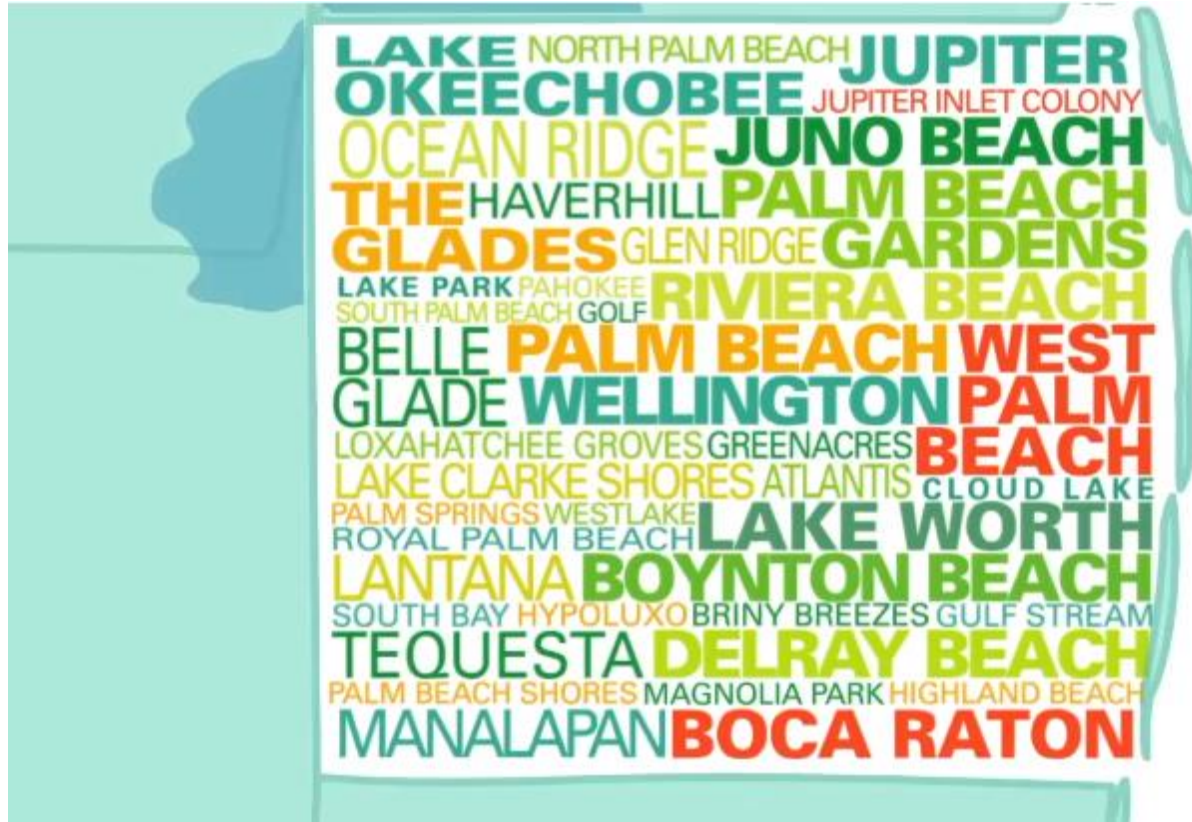 LAKE NORTH PALM BEACH JUPITER
OKEECHOBEE JUPITER INLET COLONY
OCEAN RIDGE JUNO BEACH
THE HAVERHILL PALM BEACH
GLADES GLEN RIDGE GARDENS
LAKE PARK PAHOKEE RIVIERA BEACH
SOUTH PALM BEACH GOLF
BELLE PALM BEACH WEST
GLADE WELLINGTON PALM
LOXAHATCHEE GROVES GREENACRES BEACH
LAKE CLARKE SHORES ATLANTIS CLOUD LAKE
PALM SPRINGS WESTLAKE LAKE WORTH
ROYAL PALM BEACH
LANTANA BOYNTON BEACH
SOUTH BAY HYPOLUXO BRINY BREEZES GULF STREAM
TEQUESTA DELRAY BEACH
PALM BEACH SHORES MAGNOLIA PARK HIGHLAND BEACH
MANALAPAN BOCA RATON